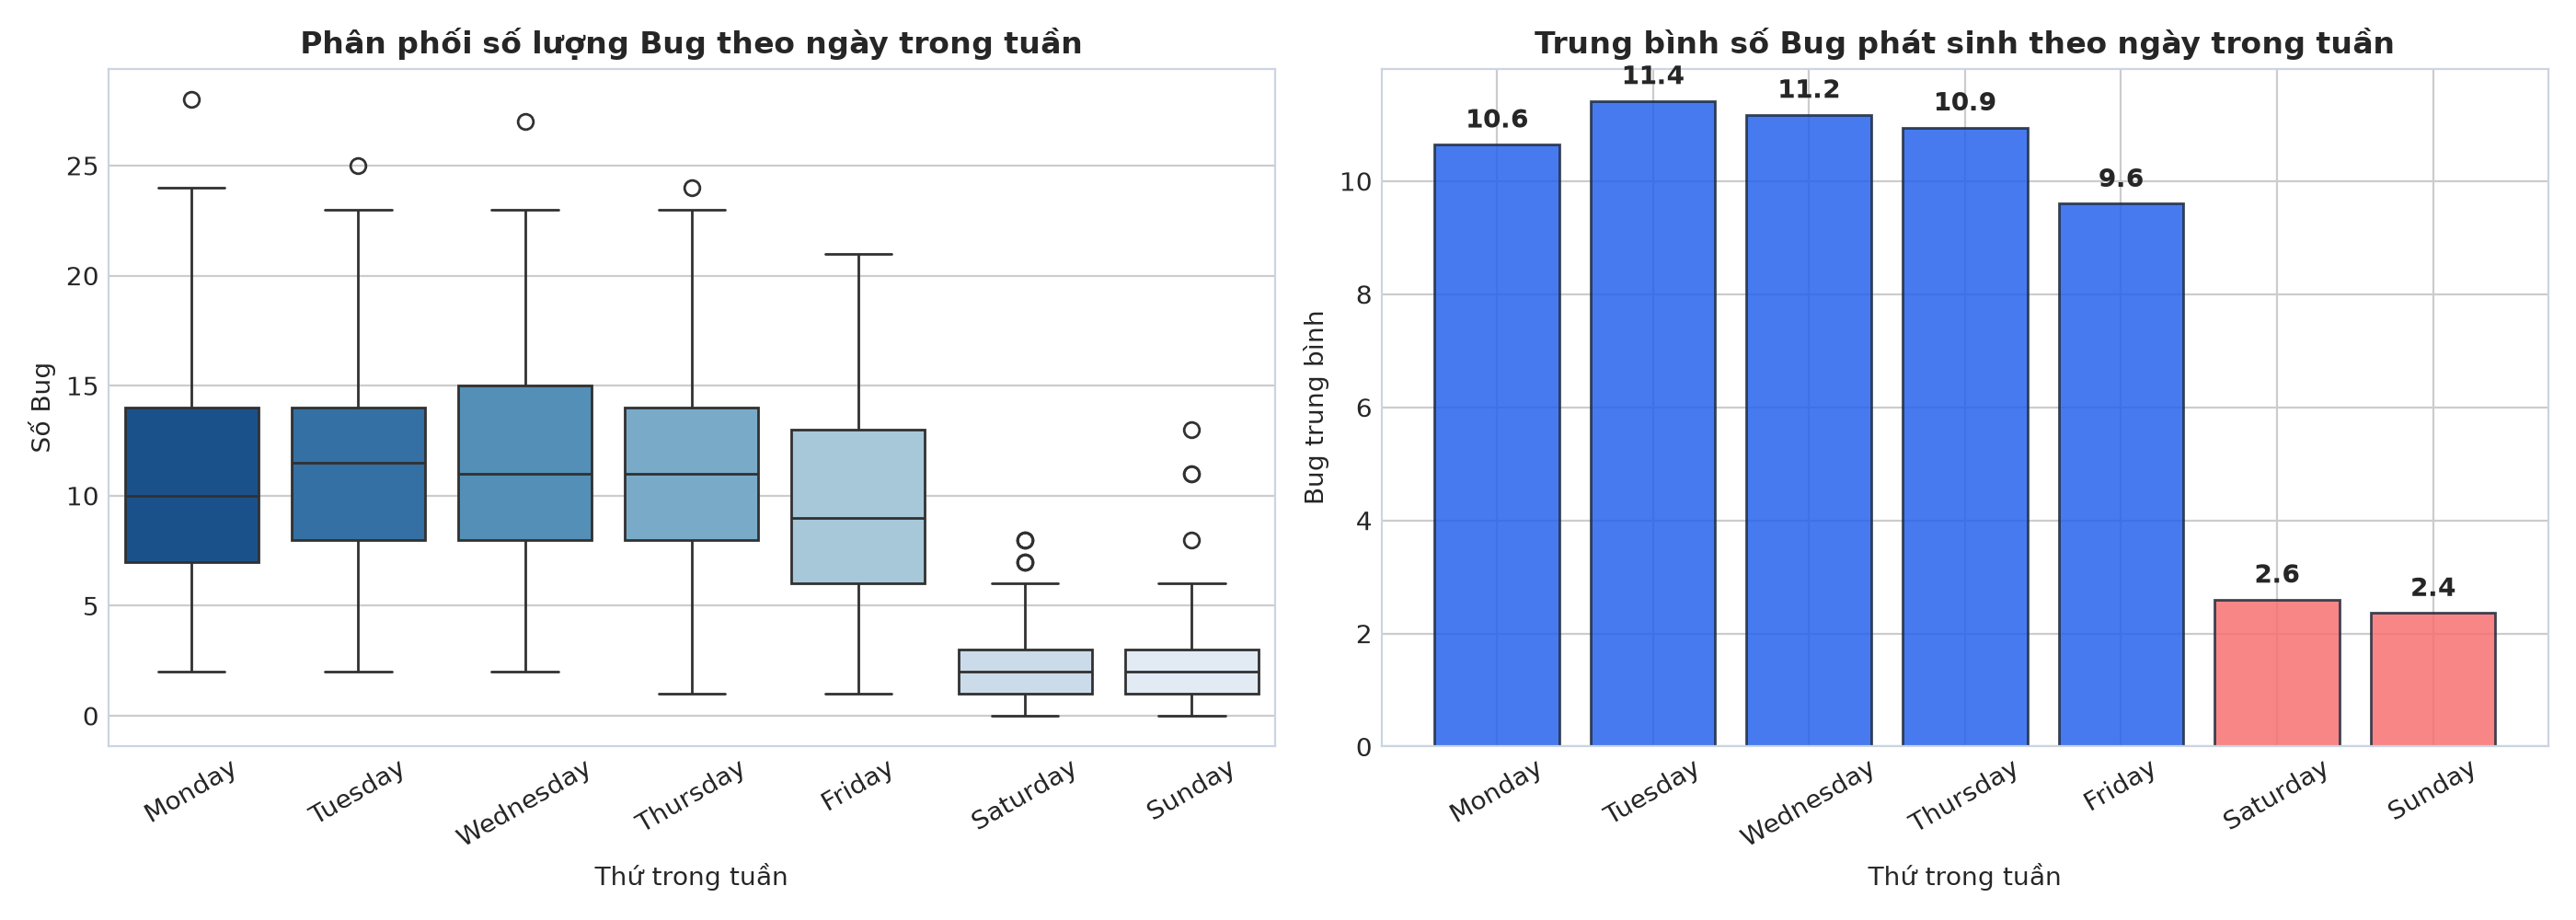 Phân phối số lượng Bug theo ngày trong tuần
Số Bug
25
20
15
10
5
0
Monday
Tuesday
Wednesday
Thursday
Friday
Saturday
Sunday
Thứ trong tuần
Trung bình số Bug phát sinh theo ngày trong tuần
Bug trung bình
10
8
6
4
2
0
10.6
11.4
11.2
10.9
9.6
2.6
2.4
Monday
Tuesday
Wednesday
Thursday
Friday
Saturday
Sunday
Thứ trong tuần